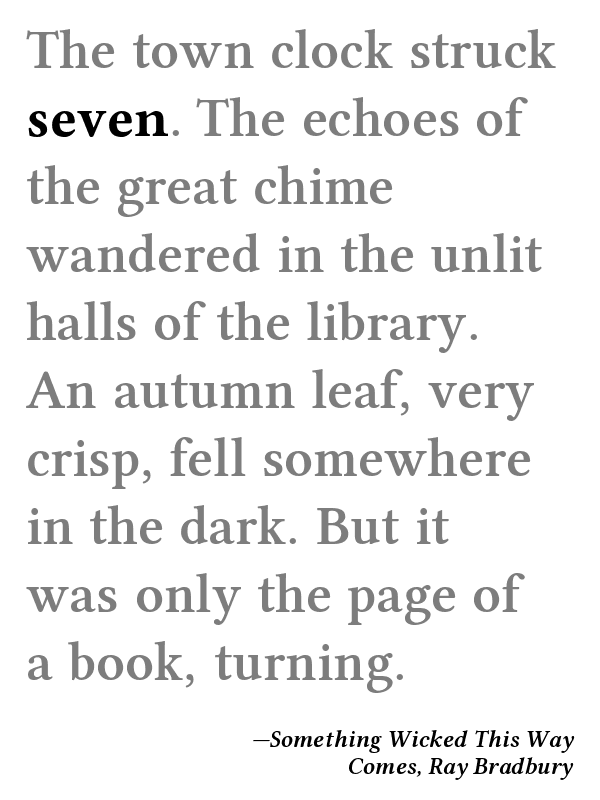 The town clock struck
seven. The echoes of
the great chime
wandered in the unlit
halls of the library.
An autumn leaf, very
crisp, fell somewhere
in the dark. But it
was only the page of
a book, turning.
—Something Wicked This Way
Comes, Ray Bradbury